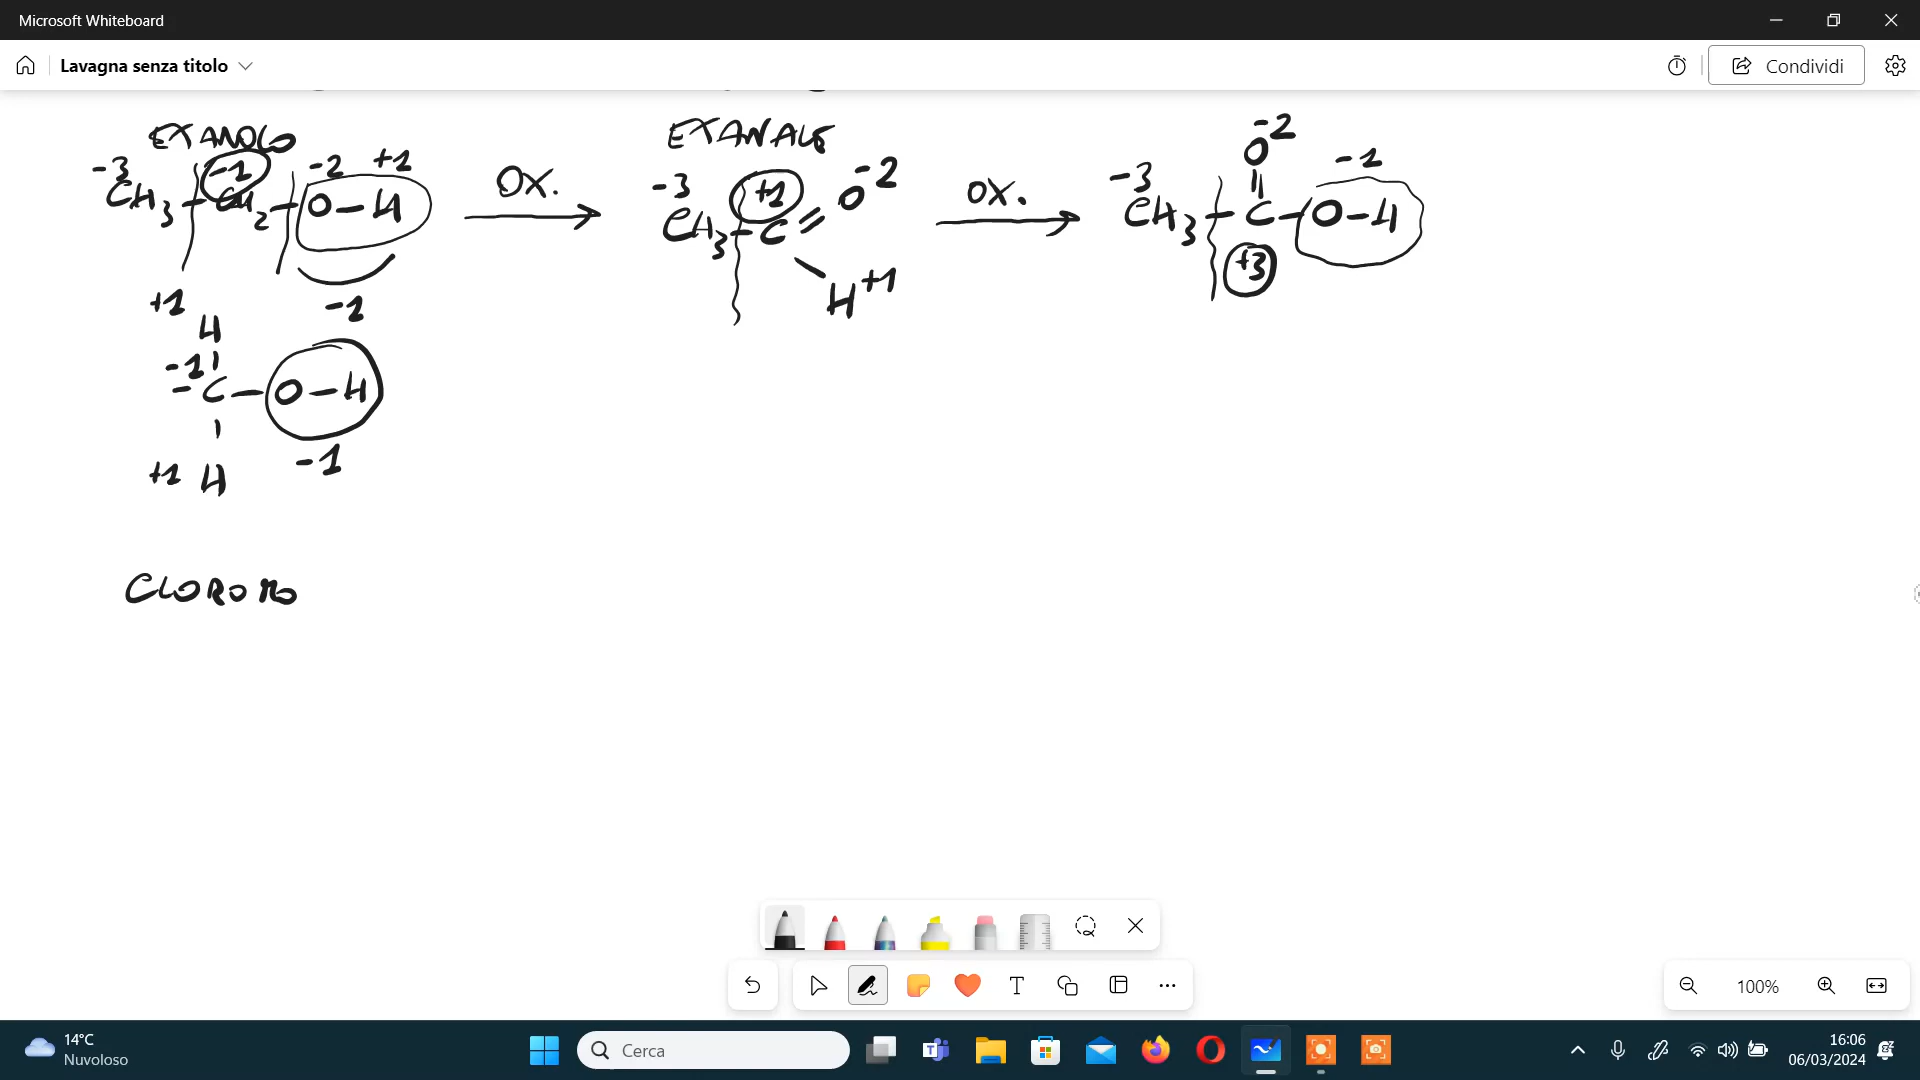 Microsoft Whiteboard
Lavagna senza titolo
Condividi
ETANOLO
ETANALE
-3 -1 -2 +1
CH3 - CH2 - O - H
OX.
-3 +1 O -2
CH3 - C =
H +1
OX.
-2
O
-3 || -1
CH3 - C - O - H
+3
-1
+1 H
-1
- C - O - H
-1
+1 H
CLORO
100%
14°C
Nuvoloso
Cerca
16:06
06/03/2024